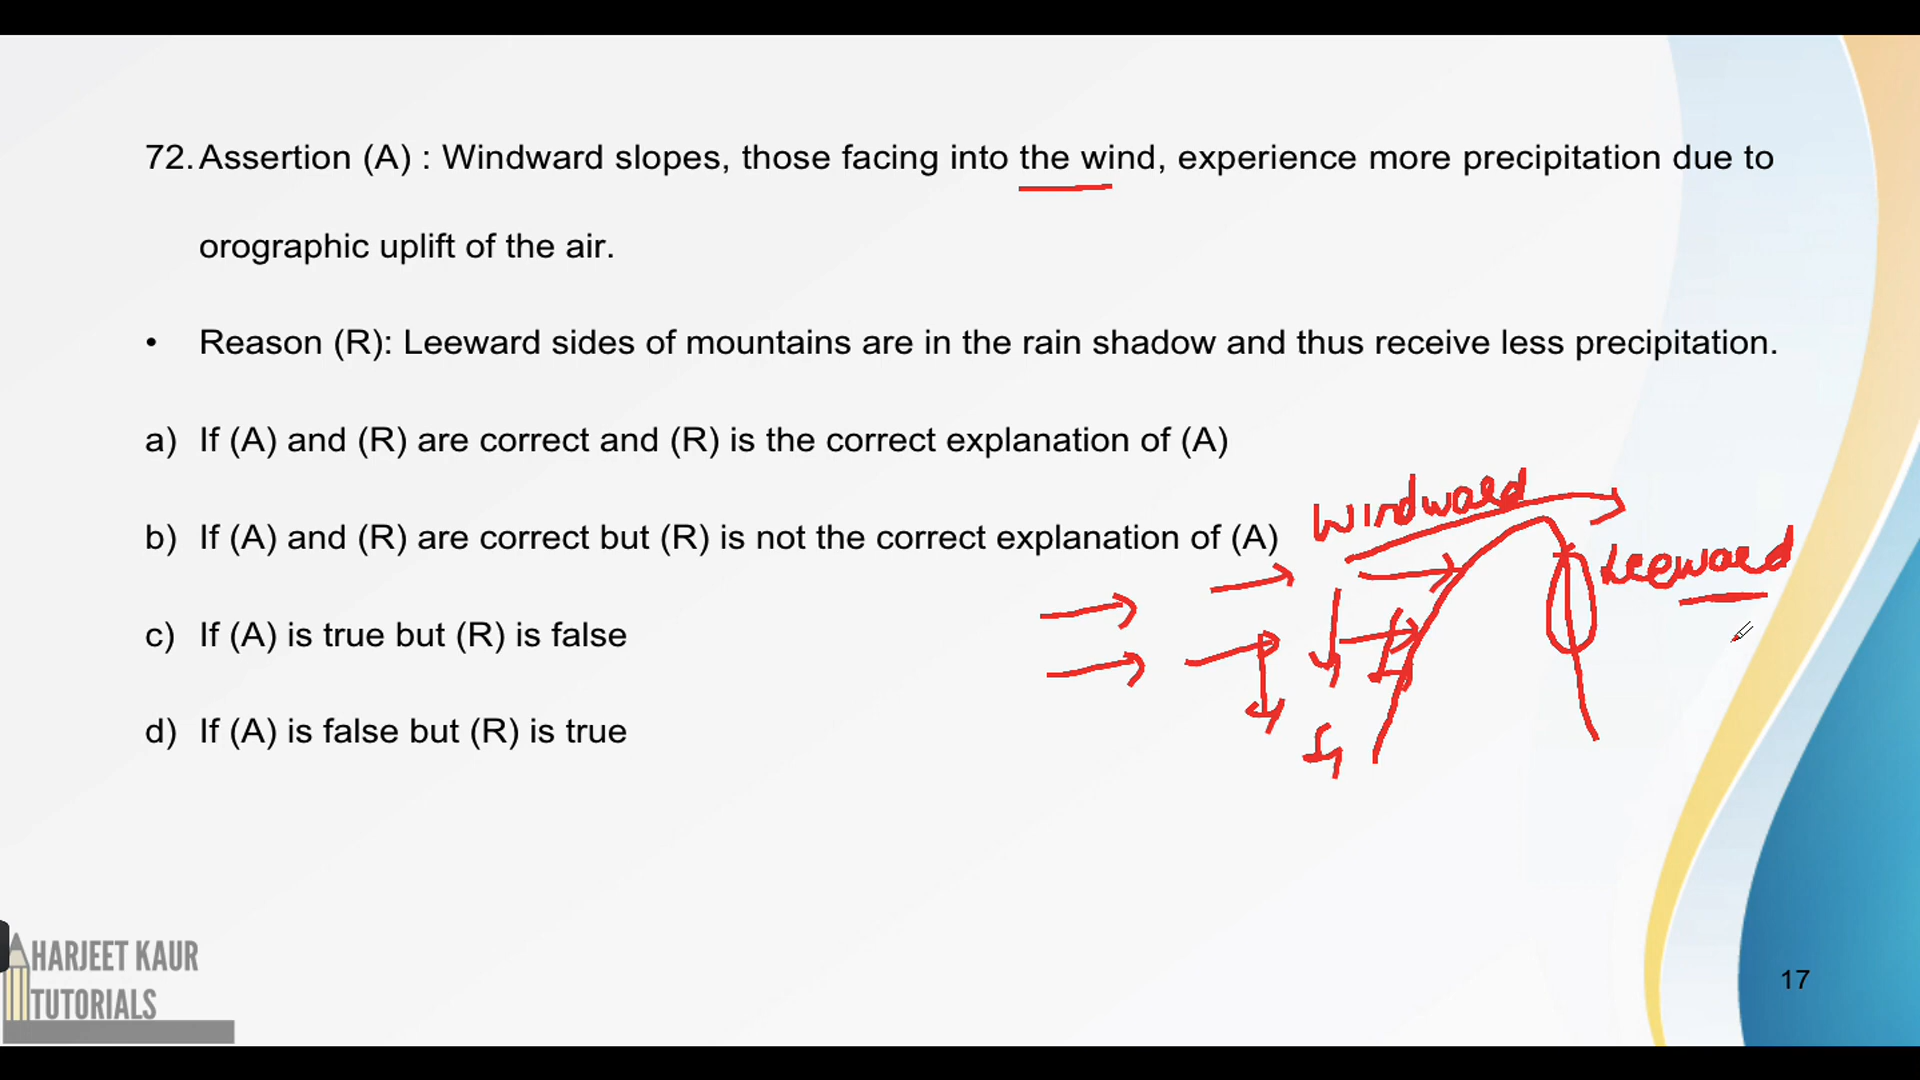 72. Assertion (A) : Windward slopes, those facing into the wind, experience more precipitation due to
orographic uplift of the air.
• Reason (R): Leeward sides of mountains are in the rain shadow and thus receive less precipitation.
a) If (A) and (R) are correct and (R) is the correct explanation of (A)
b) If (A) and (R) are correct but (R) is not the correct explanation of (A)
c) If (A) is true but (R) is false
d) If (A) is false but (R) is true
Windward
Leeward
HARJEET KAUR
TUTORIALS
17